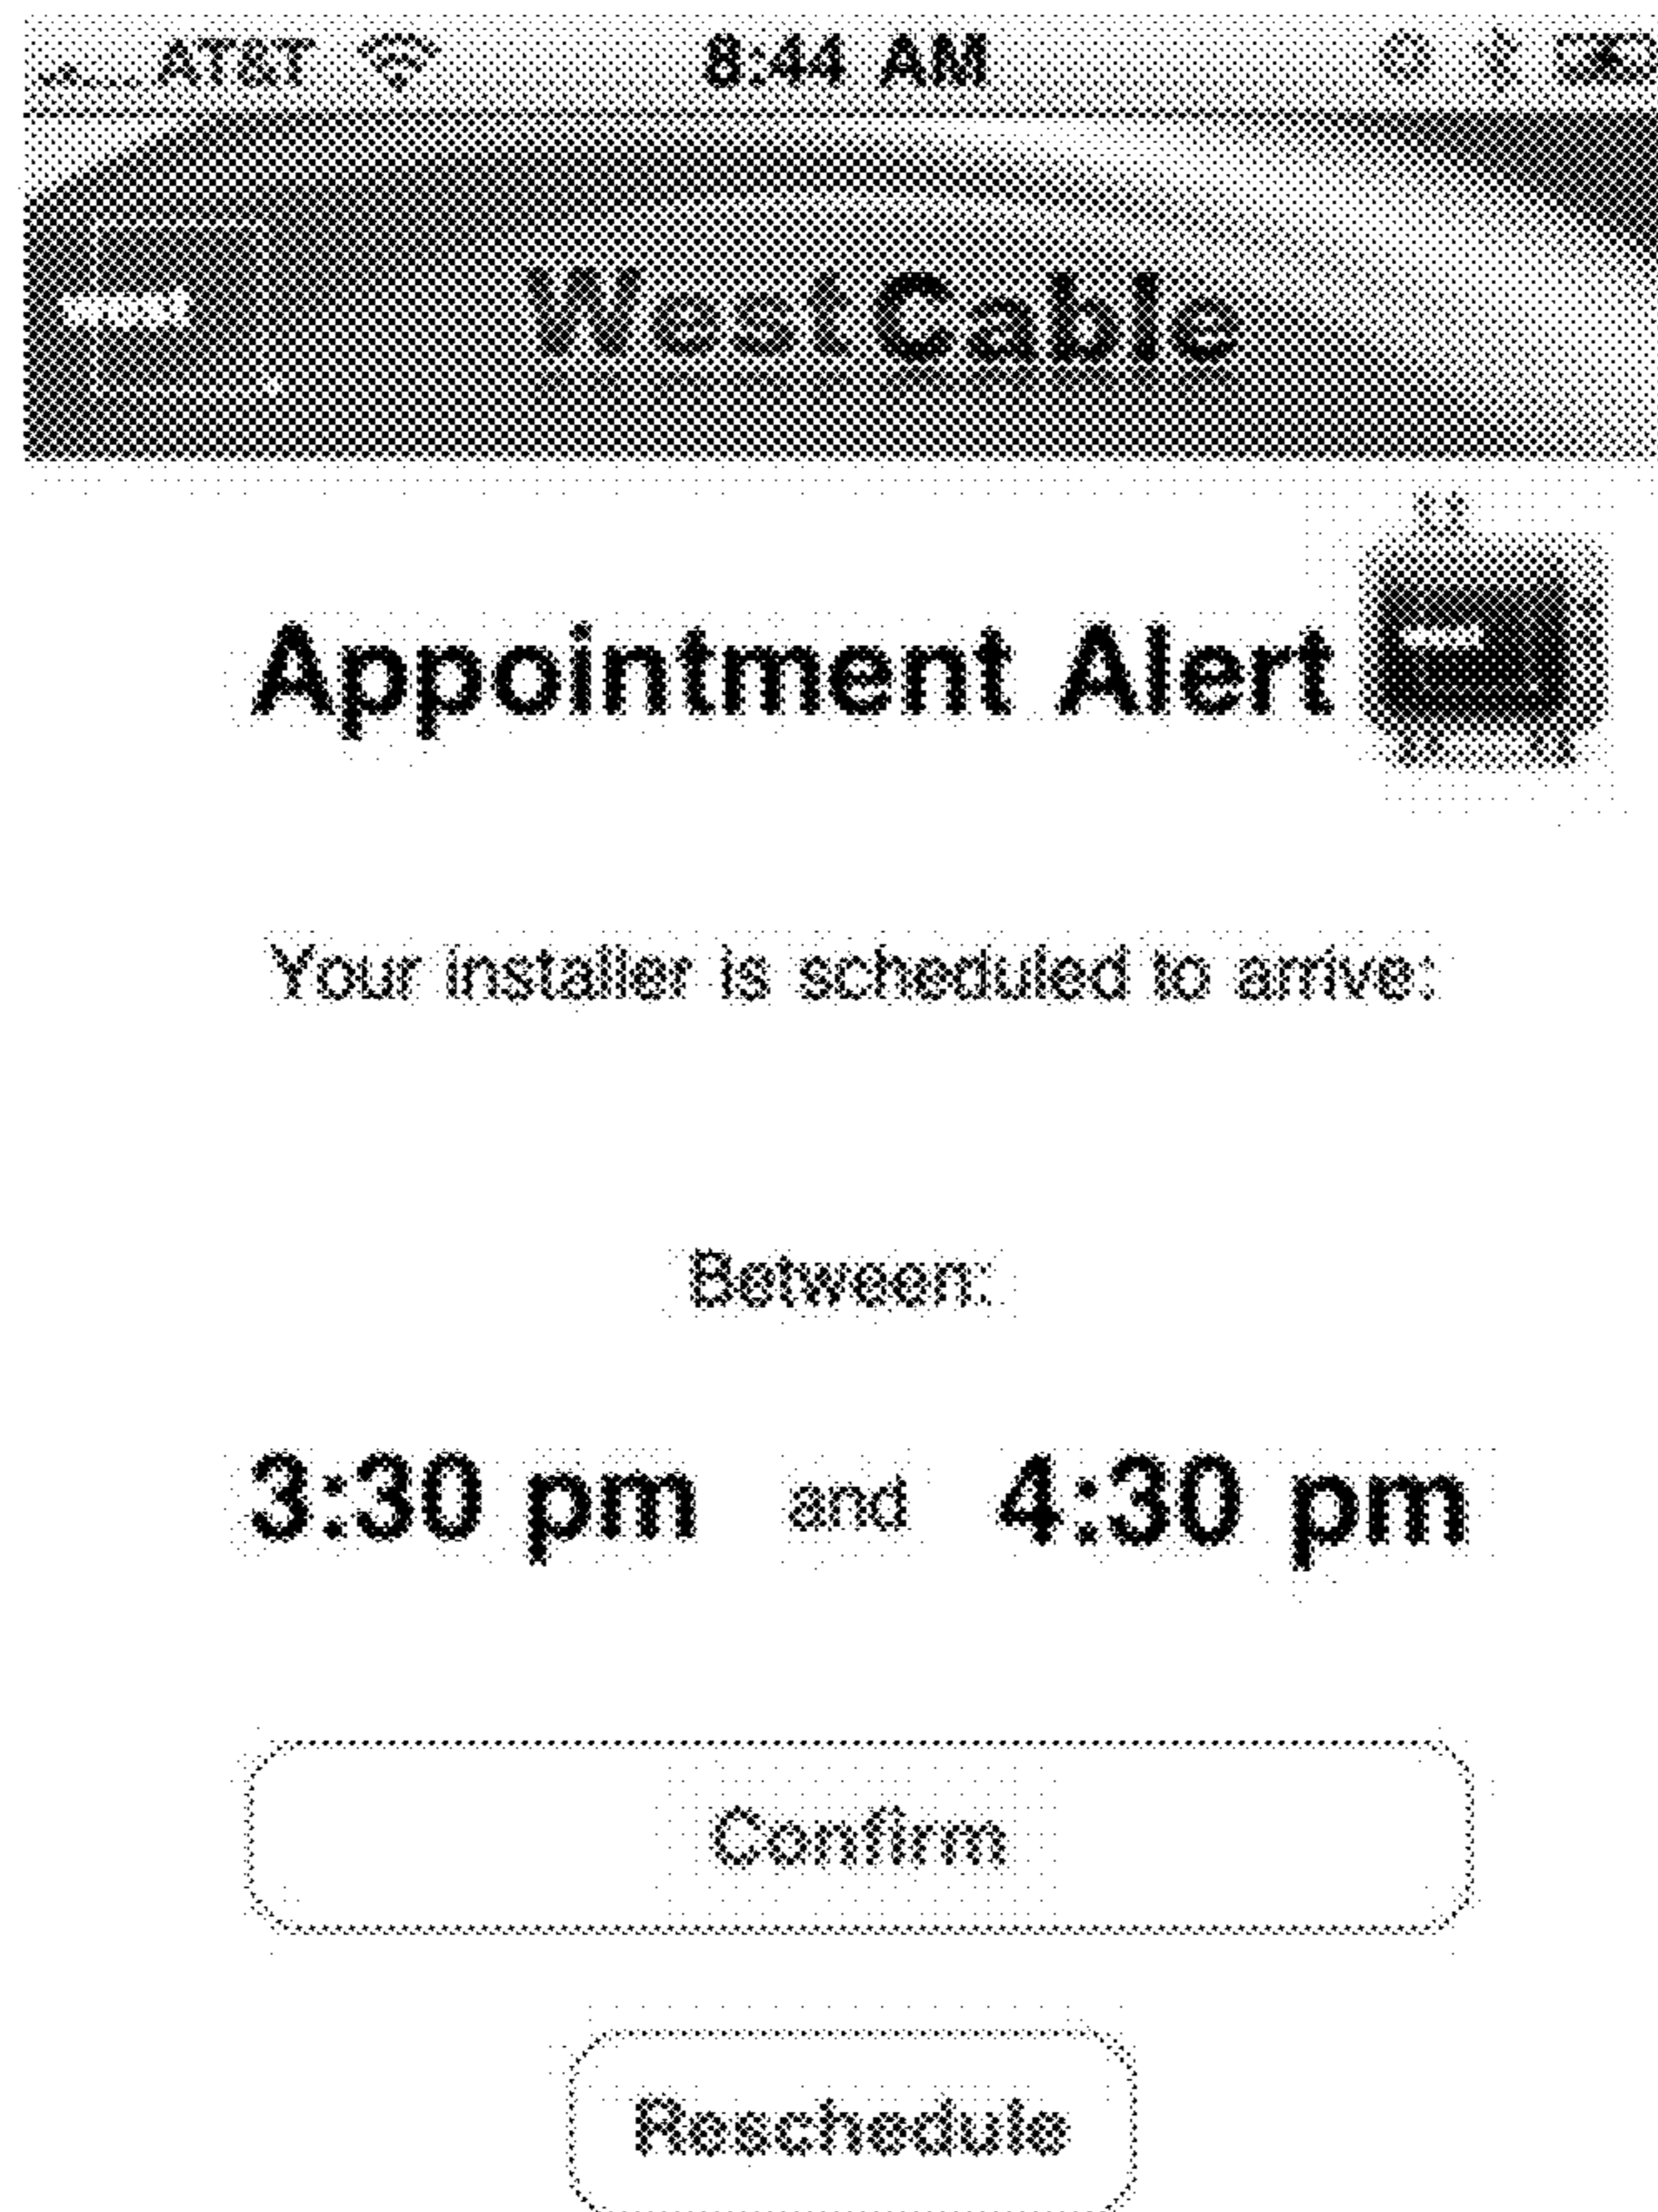 AT&T 8:44 AM
WestCable
Appointment Alert
Your installer is scheduled to arrive:
Between:
3:30 pm and 4:30 pm
Confirm
Reschedule